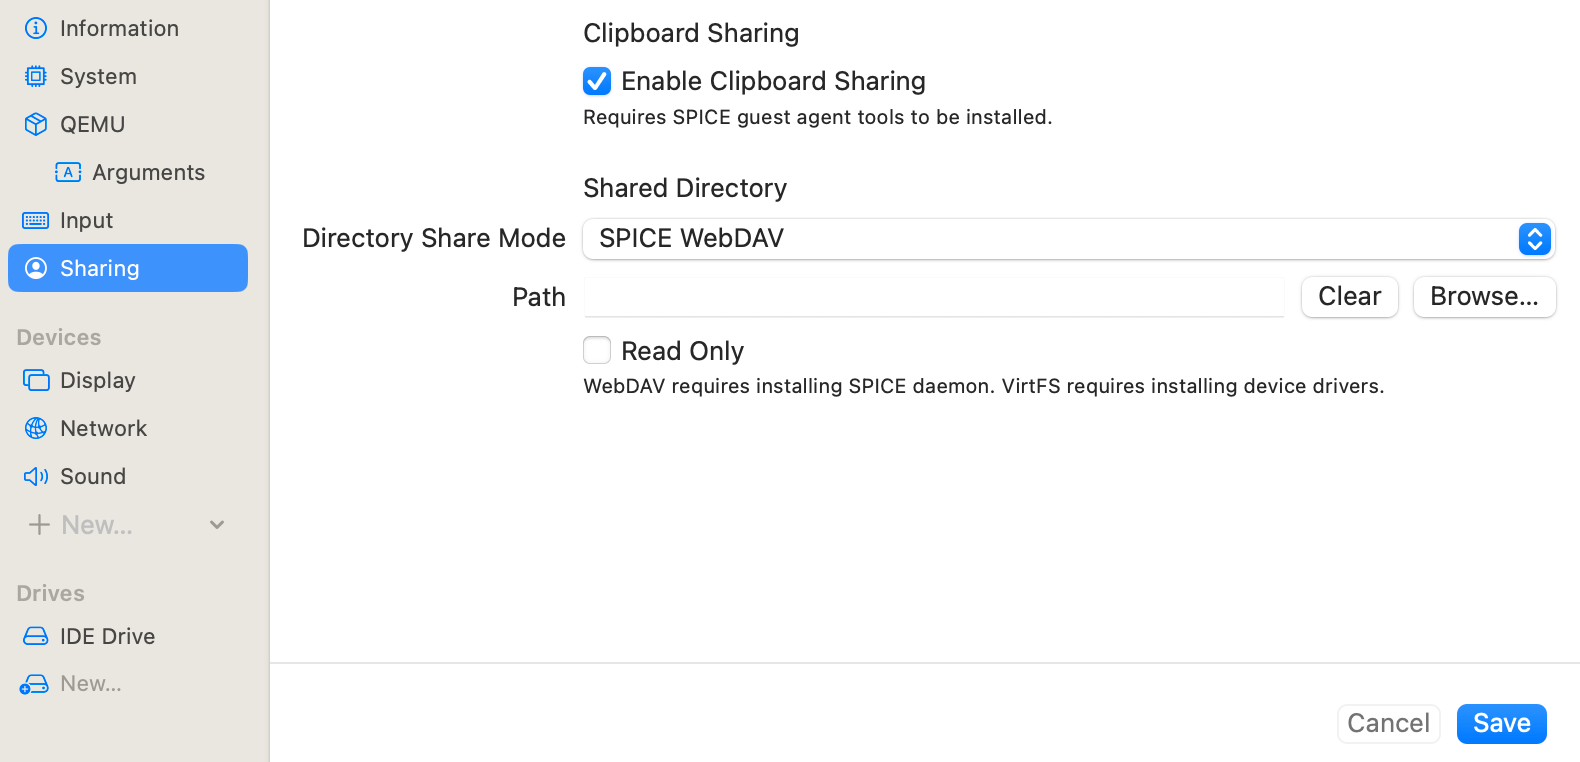 Information
System
QEMU
A Arguments
Input
Sharing
Devices
Display
Network
Sound
New...
Drives
IDE Drive
New...
Clipboard Sharing
Enable Clipboard Sharing
Requires SPICE guest agent tools to be installed.
Shared Directory
Directory Share Mode SPICE WebDAV
Path Clear Browse...
Read Only
WebDAV requires installing SPICE daemon. VirtFS requires installing device drivers.
Cancel Save